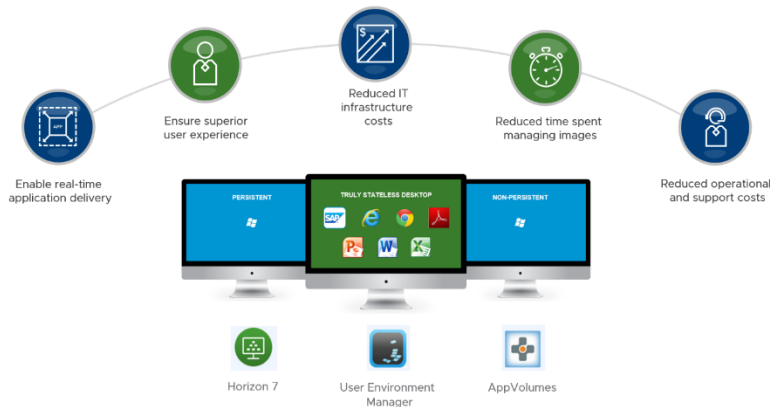 $
Reduced IT
infrastructure
costs
Ensure superior
user experience
Reduced time spent
managing images
APP
Enable real-time
application delivery
Reduced operational
and support costs
PERSISTENT
TRULY STATELESS DESKTOP
NON-PERSISTENT
SAP
P
W
X
Horizon 7
User Environment
Manager
AppVolumes